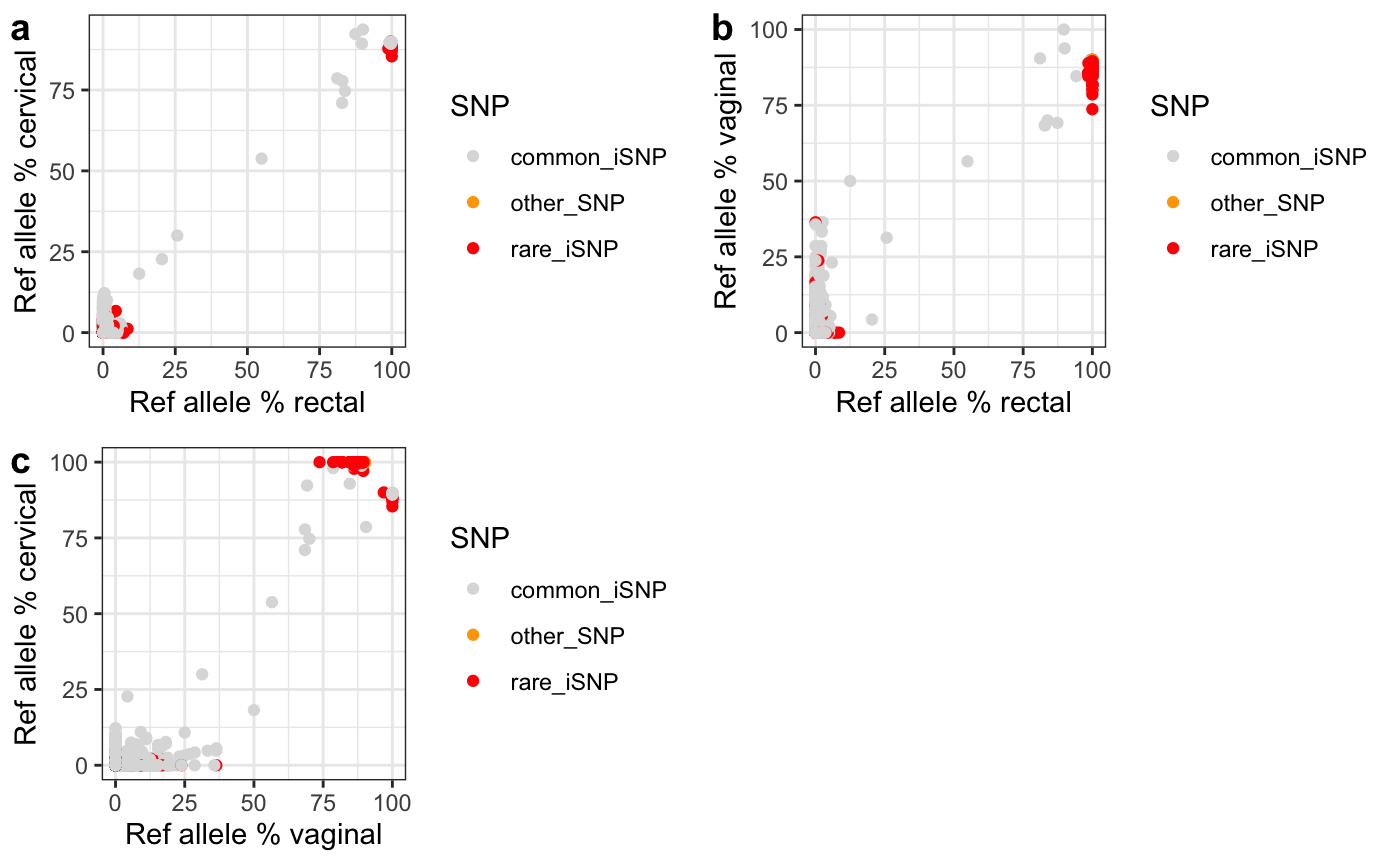 a
Ref allele % cervical
75
50
25
0
0 25 50 75 100
Ref allele % rectal
SNP
common_iSNP
other_SNP
rare_iSNP
b
Ref allele % vaginal
100
75
50
25
0
0 25 50 75 100
Ref allele % rectal
SNP
common_iSNP
other_SNP
rare_iSNP
c
Ref allele % cervical
100
75
50
25
0
0 25 50 75 100
Ref allele % vaginal
SNP
common_iSNP
other_SNP
rare_iSNP